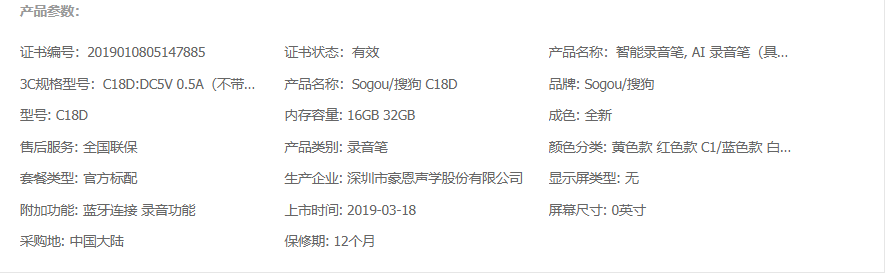 产品参数：
证书编号：2019010805147885 证书状态：有效 产品名称：智能录音笔, AI 录音笔（具...
3C规格型号：C18D:DC5V 0.5A（不带... 产品名称：Sogou/搜狗 C18D 品牌: Sogou/搜狗
型号: C18D 内存容量: 16GB 32GB 成色: 全新
售后服务: 全国联保 产品类别: 录音笔 颜色分类: 黄色款 红色款 C1/蓝色款 白...
套餐类型: 官方标配 生产企业: 深圳市豪恩声学股份有限公司 显示屏类型: 无
附加功能: 蓝牙连接 录音功能 上市时间: 2019-03-18 屏幕尺寸: 0英寸
采购地: 中国大陆 保修期: 12个月